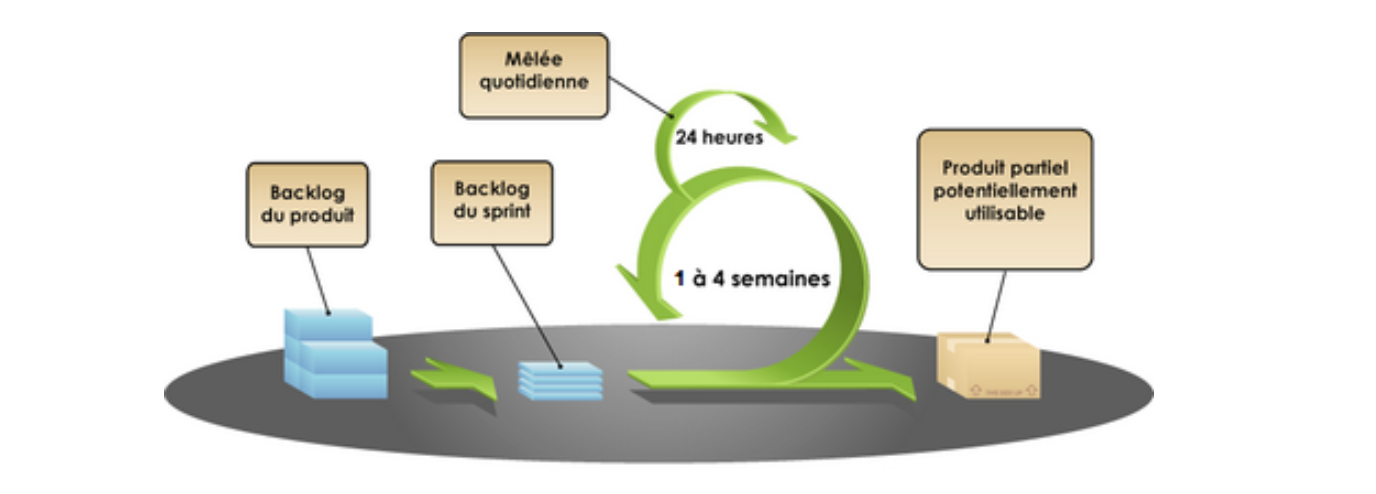 Mêlée
quotidienne
24 heures
Backlog
du produit
Backlog
du sprint
Produit partiel
potentiellement
utilisable
1 à 4 semaines